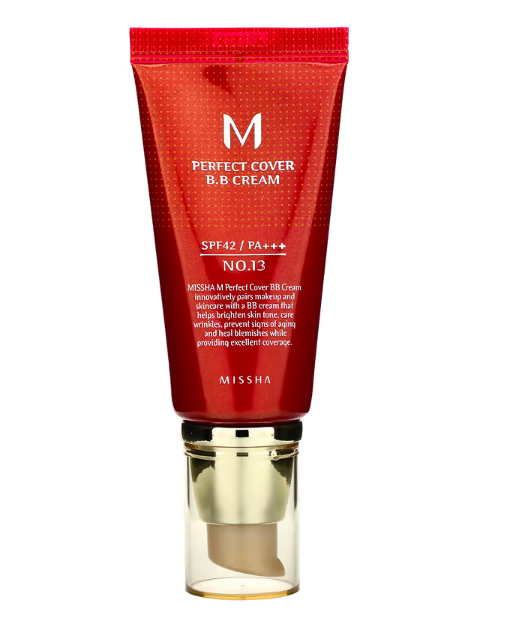 M
PERFECT COVER
B.B CREAM
SPF42 / PA+++
NO.13
MISSHA M Perfect Cover BB Cream
innovatively pairs makeup and
skincare with a BB cream that
helps brighten skin tone, care
wrinkles, prevent signs of aging
and heal blemishes while
providing excellent coverage.
MISSHA